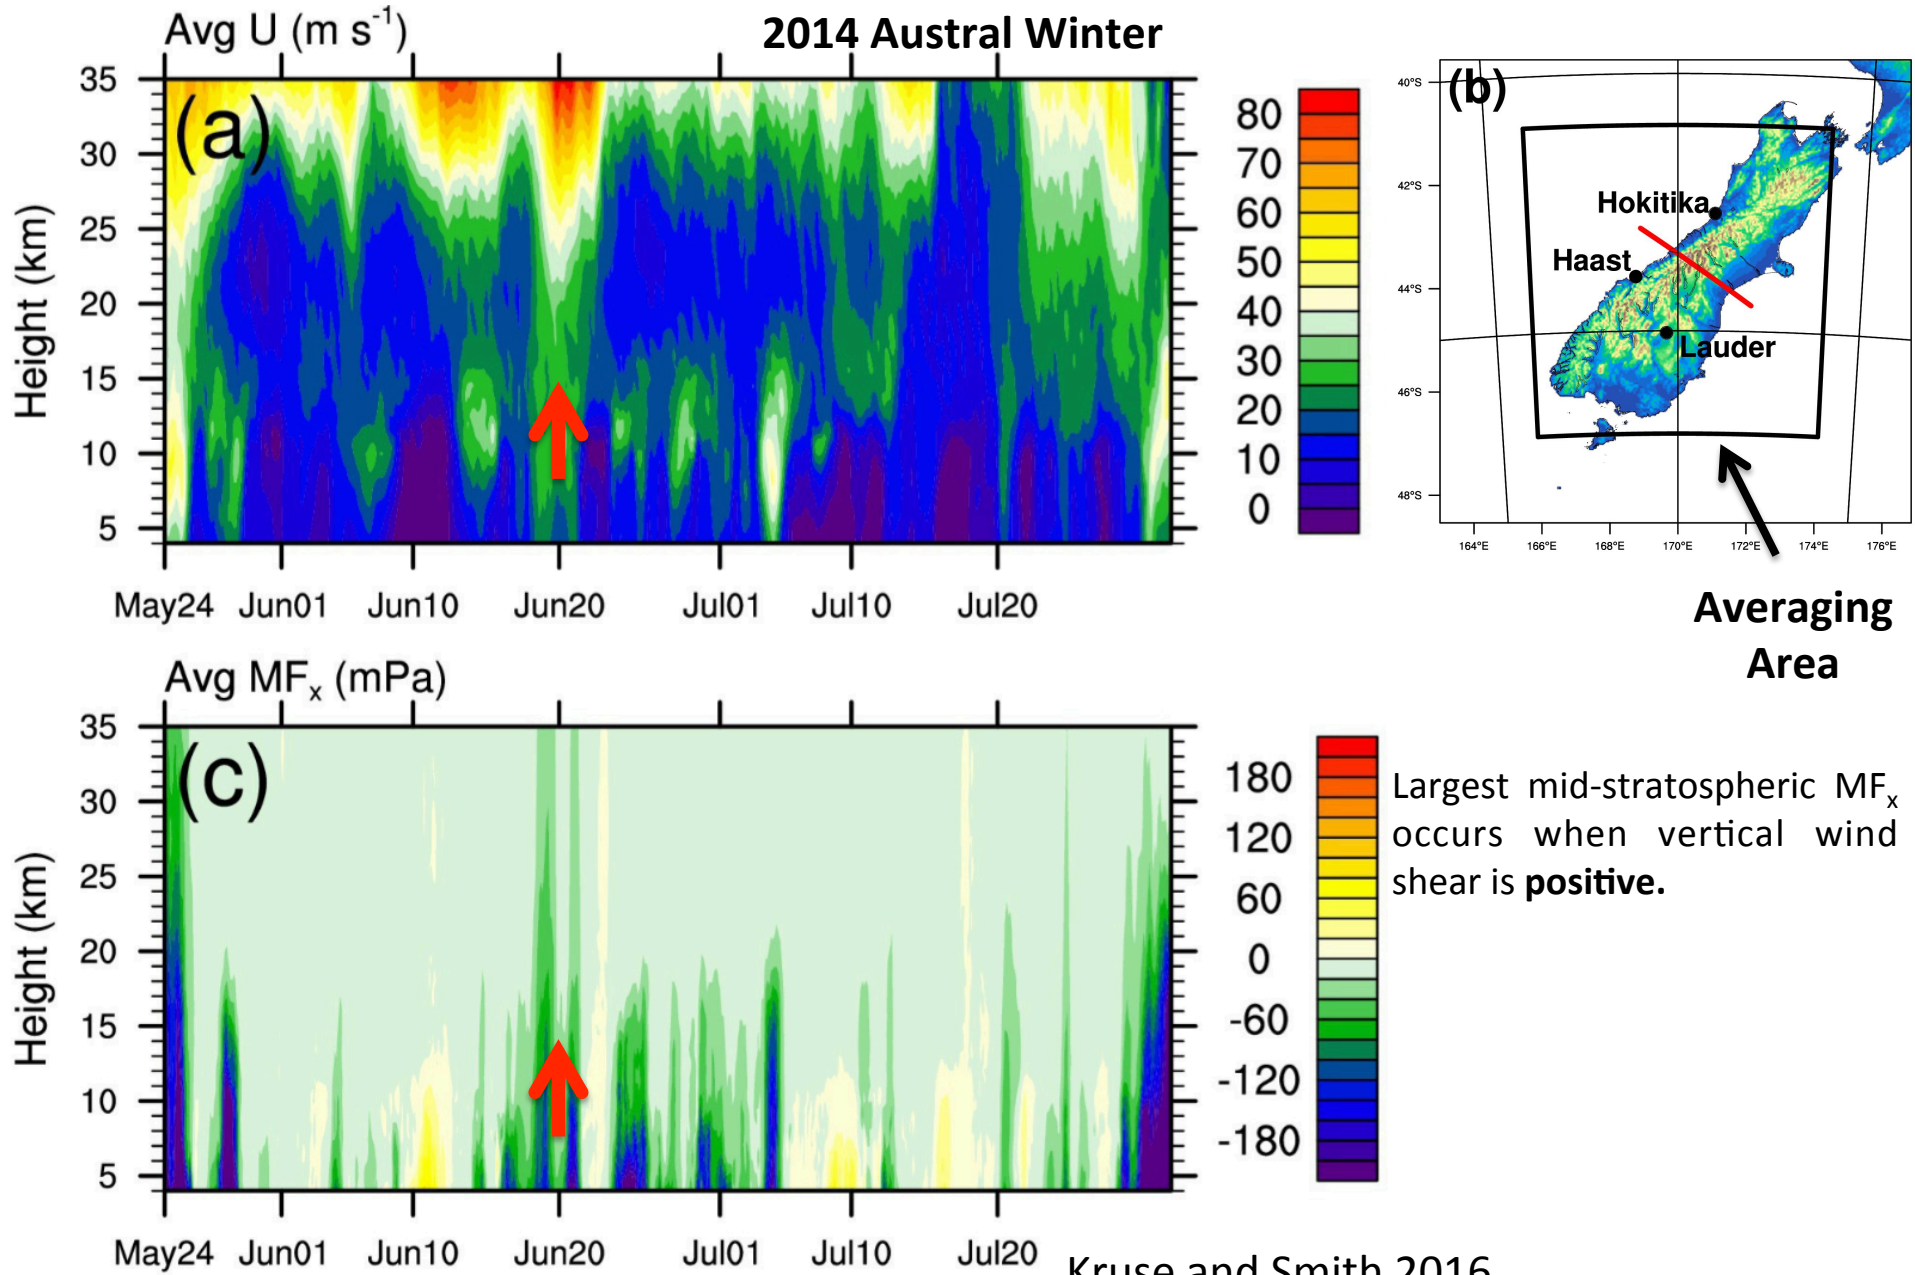 2014 Austral Winter
Avg U (m s-1)
(a)
Height (km)
35
30
25
20
15
10
5
May24 Jun01 Jun10 Jun20 Jul01 Jul10 Jul20
80
70
60
50
40
30
20
10
0
(b)
40°S
42°S
44°S
46°S
48°S
Hokitika
Haast
Lauder
164°E 166°E 168°E 170°E 172°E 174°E 176°E
Averaging
Area
Avg MFx (mPa)
(c)
Height (km)
35
30
25
20
15
10
5
May24 Jun01 Jun10 Jun20 Jul01 Jul10 Jul20
180
120
60
0
-60
-120
-180
Largest mid-stratospheric MFx
occurs when vertical wind
shear is positive.
Kruse and Smith 2016